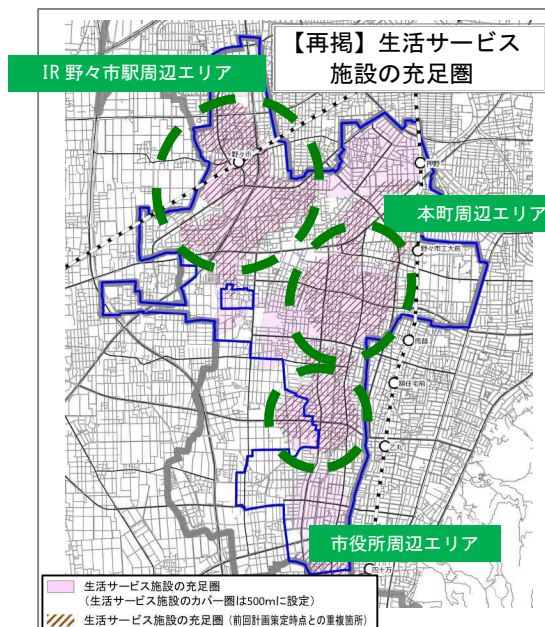 【再掲】生活サービス
施設の充足圏
IR 野々市駅周辺エリア
野々市
押野
本町周辺エリア
野々市工大前
馬替
額住宅前
市役所周辺エリア
四十万
生活サービス施設の充足圏
(生活サービス施設のカバー圏は500mに設定)
生活サービス施設の充足圏(前回計画策定時点との重複箇所)